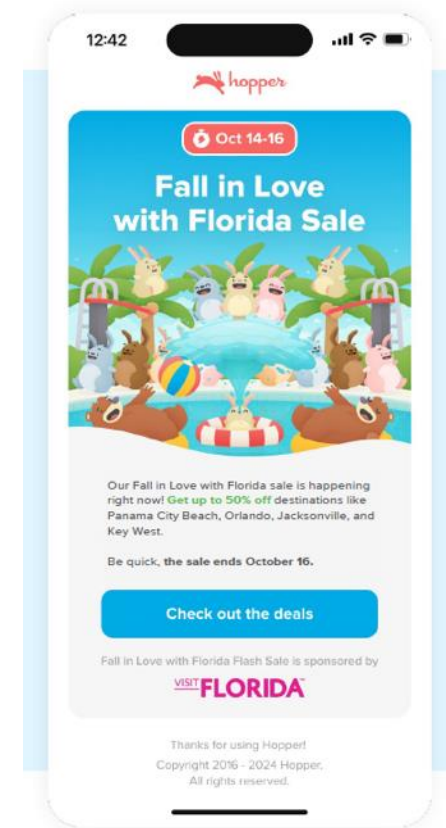 12:42
hopper
Oct 14-16
Fall in Love
with Florida Sale
Our Fall in Love with Florida sale is happening
right now! Get up to 50% off destinations like
Panama City Beach, Orlando, Jacksonville, and
Key West.
Be quick, the sale ends October 16.
Check out the deals
Fall in Love with Florida Flash Sale is sponsored by
VISIT FLORIDA
Thanks for using Hopper!
Copyright 2016 - 2024 Hopper.
All rights reserved.